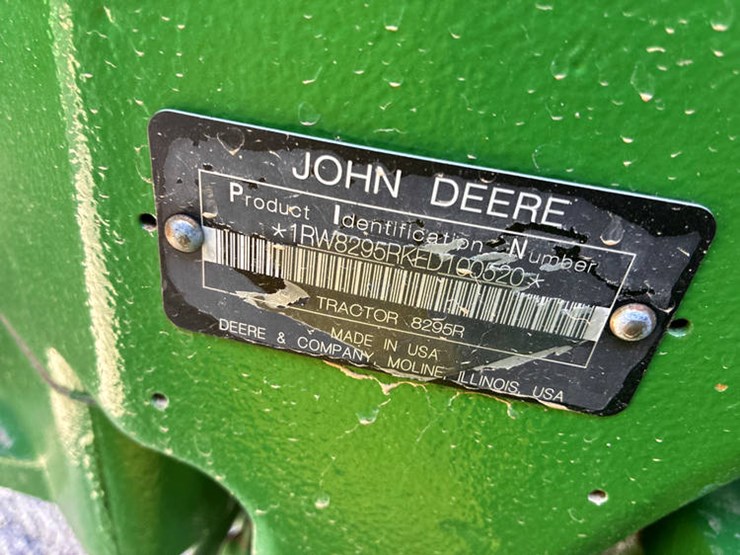 JOHN DEERE
Product Identification Number
*1RW8295RKED100520*
TRACTOR 8295R
MADE IN USA
DEERE & COMPANY, MOLINE, ILLINOIS, USA